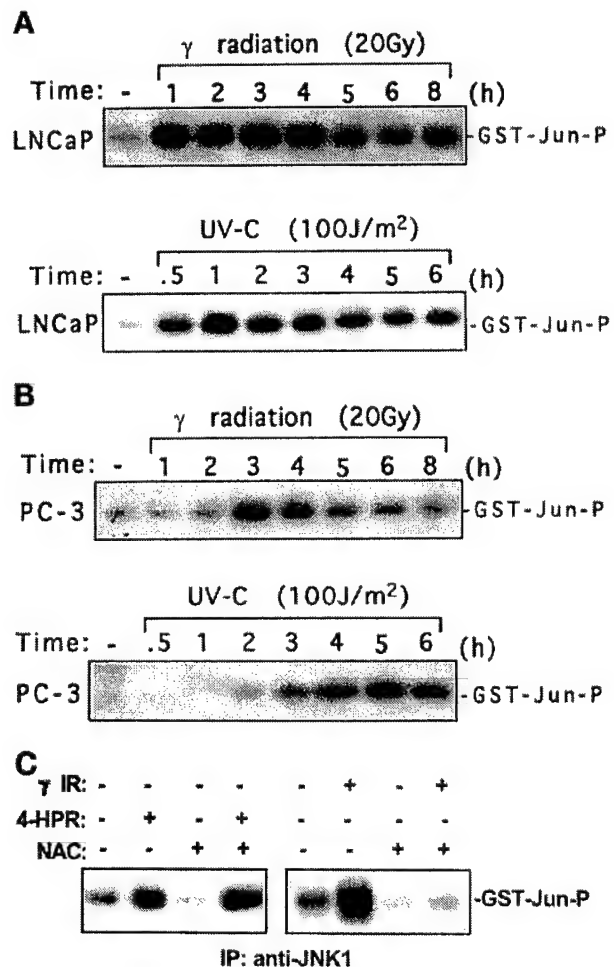 A
γ radiation (20Gy)
Time: - 1 2 3 4 5 6 8 (h)
LNCaP -GST-Jun-P
UV-C (100J/m²)
Time: - .5 1 2 3 4 5 6 (h)
LNCaP -GST-Jun-P
B
γ radiation (20Gy)
Time: - 1 2 3 4 5 6 8 (h)
PC-3 -GST-Jun-P
UV-C (100J/m²)
Time: - .5 1 2 3 4 5 6 (h)
PC-3 -GST-Jun-P
C
γ IR: - - - - - + - +
4-HPR: - + - + - - - -
NAC: - - + + - - + +
-GST-Jun-P
IP: anti-JNK1